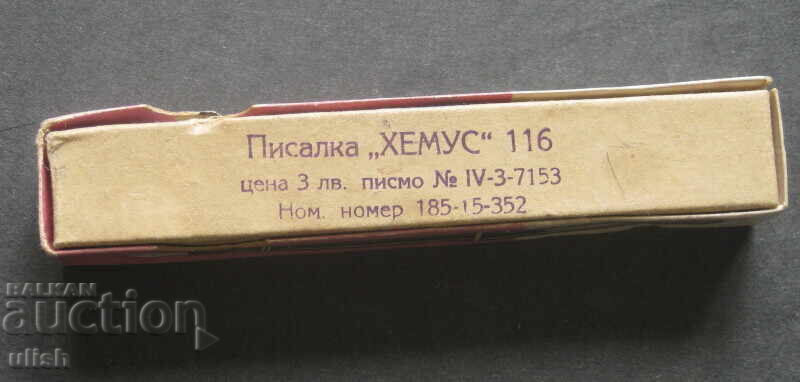 Писалка „ХЕМУС“ 116
цена 3 лв. писмо № IV-3-7153
Ном. номер 185-15-352
BALKAN
auction
ulish